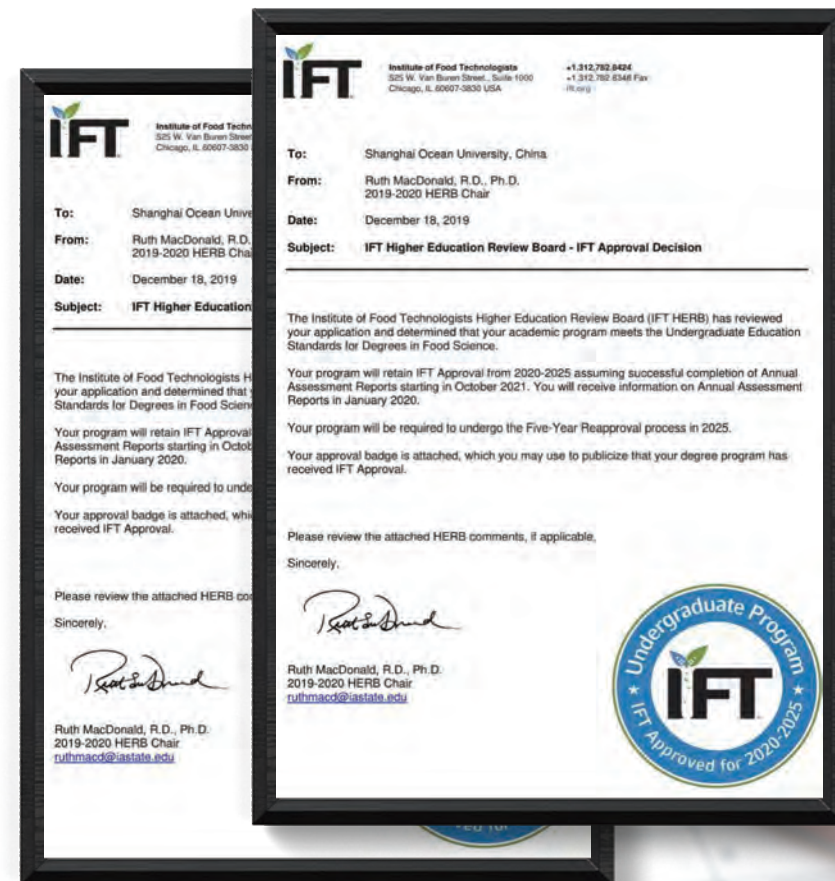 IFT
Institute of Food Techn
525 W. Van Buren Street
Chicago, IL 60607-3830
To: Shanghai Ocean Unive
From: Ruth MacDonald, R.D.
2019-2020 HERB Chai
Date: December 18, 2019
Subject: IFT Higher Education
The Institute of Food Technologists H
your application and determined that
Standards for Degrees in Food Scien
Your program will retain IFT Approval
Assessment Reports starting in Octob
Reports in January 2020.
Your program will be required to unde
Your approval badge is attached, whi
received IFT Approval.
Please review the attached HERB co
Sincerely,
Ruth MacDonald, R.D., Ph.D.
2019-2020 HERB Chair
ruthmacd@iastate.edu
IFT
Institute of Food Technologists
525 W. Van Buren Street., Suite 1000
Chicago, IL 60607-3830 USA
+1.312.782.8424
+1.312.782.8348 Fax
ift.org
To: Shanghai Ocean University, China
From: Ruth MacDonald, R.D., Ph.D.
2019-2020 HERB Chair
Date: December 18, 2019
Subject: IFT Higher Education Review Board - IFT Approval Decision
The Institute of Food Technologists Higher Education Review Board (IFT HERB) has reviewed
your application and determined that your academic program meets the Undergraduate Education
Standards for Degrees in Food Science.
Your program will retain IFT Approval from 2020-2025 assuming successful completion of Annual
Assessment Reports starting in October 2021. You will receive information on Annual Assessment
Reports in January 2020.
Your program will be required to undergo the Five-Year Reapproval process in 2025.
Your approval badge is attached, which you may use to publicize that your degree program has
received IFT Approval.
Please review the attached HERB comments, if applicable,
Sincerely,
Ruth MacDonald, R.D., Ph.D.
2019-2020 HERB Chair
ruthmacd@iastate.edu
Undergraduate Program
IFT
IFT Approved for 2020-2025